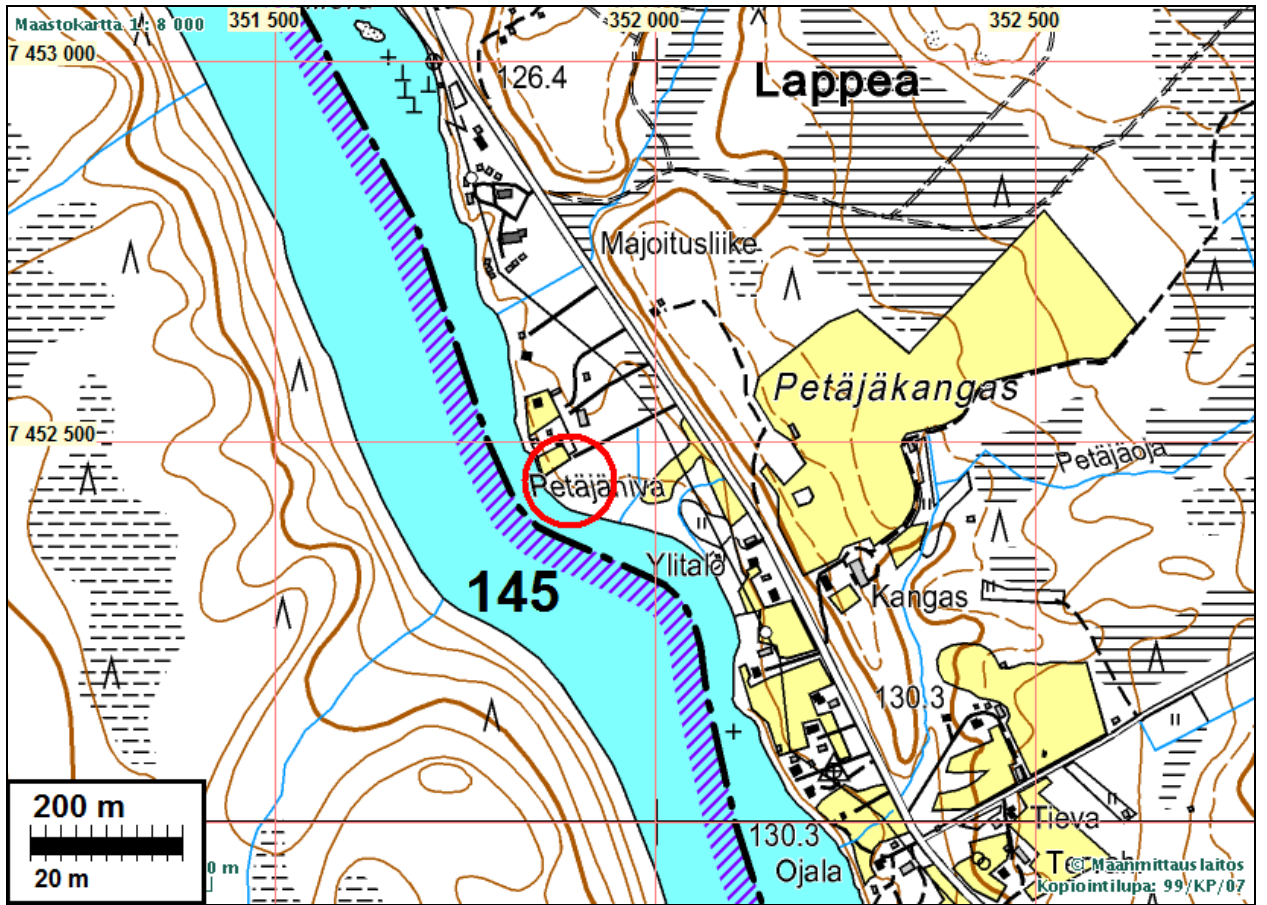 Maastokartta 1 : 8 000
351 500
352 000
352 500
7 453 000
126.4
Lappea
Majoitusliike
Petäjäkangas
7 452 500
Petäjäoja
Petäjäniva
Ylitalo
145
Kangas
130.3
200 m
Tieva
130.3
20 m
0 m
Ojala
© Maanmittauslaitos
Kopiointilupa: 99/KP/07